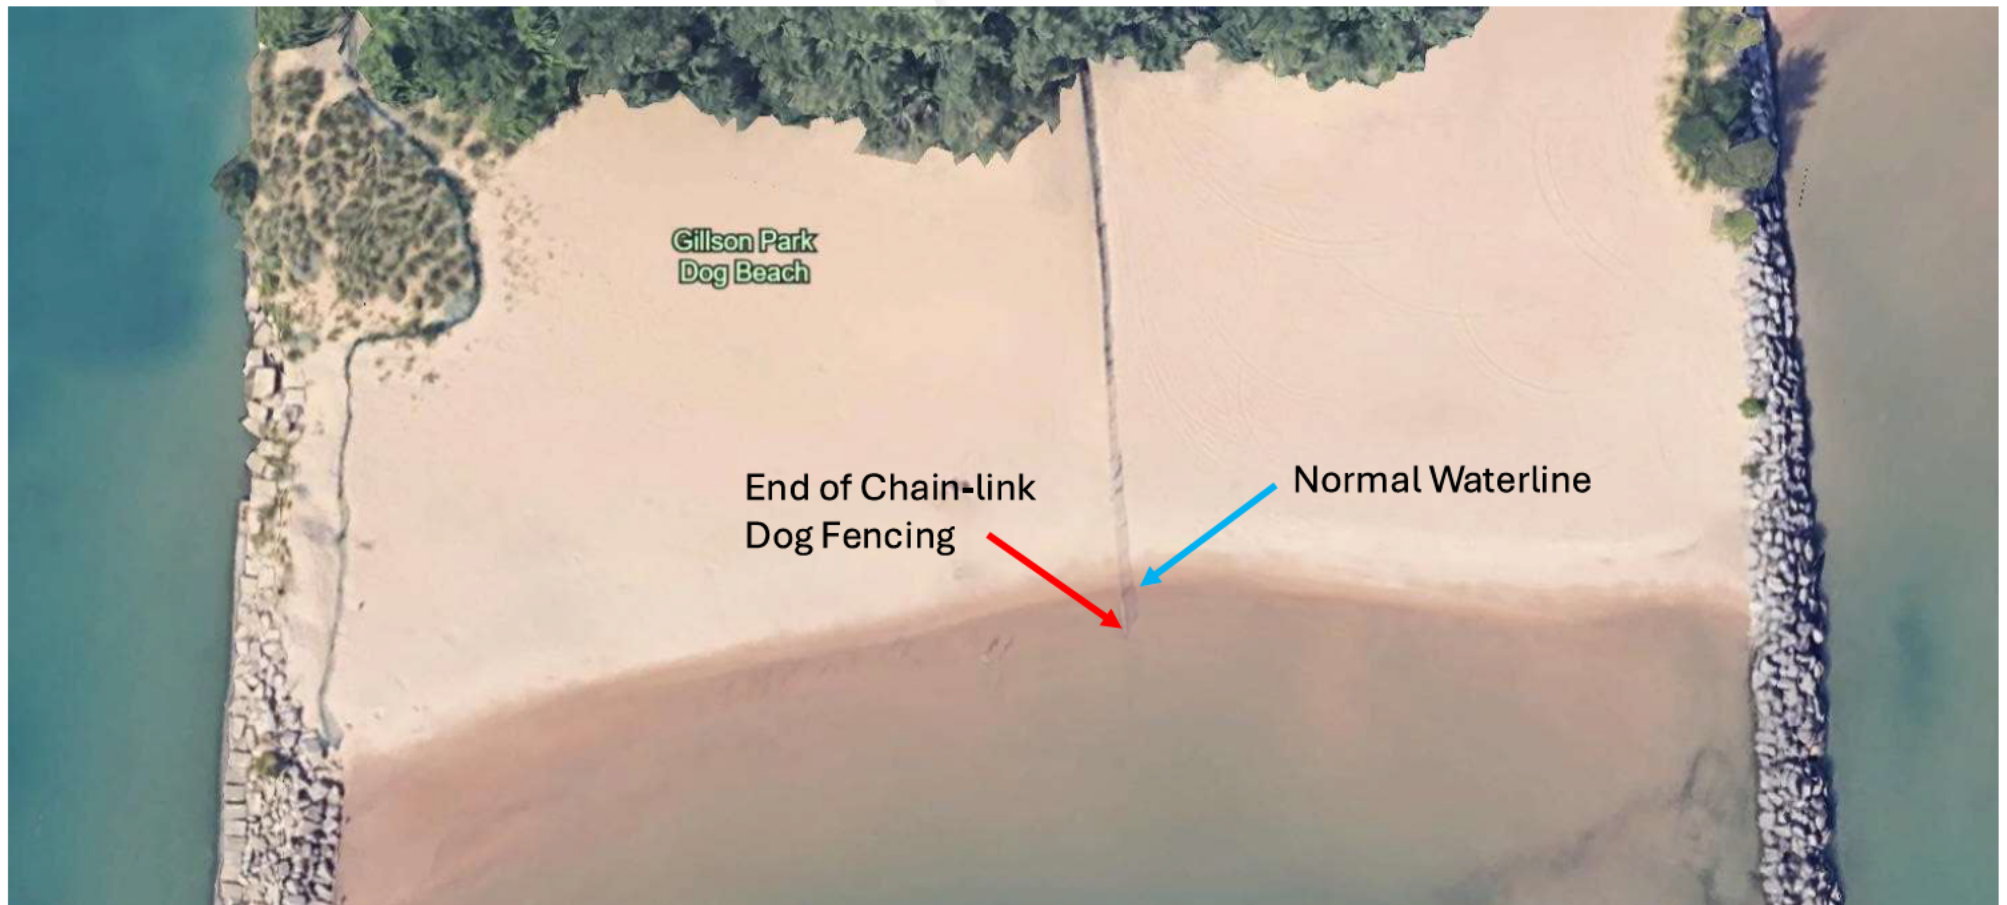 Gillson Park
Dog Beach
End of Chain-link
Dog Fencing
Normal Waterline